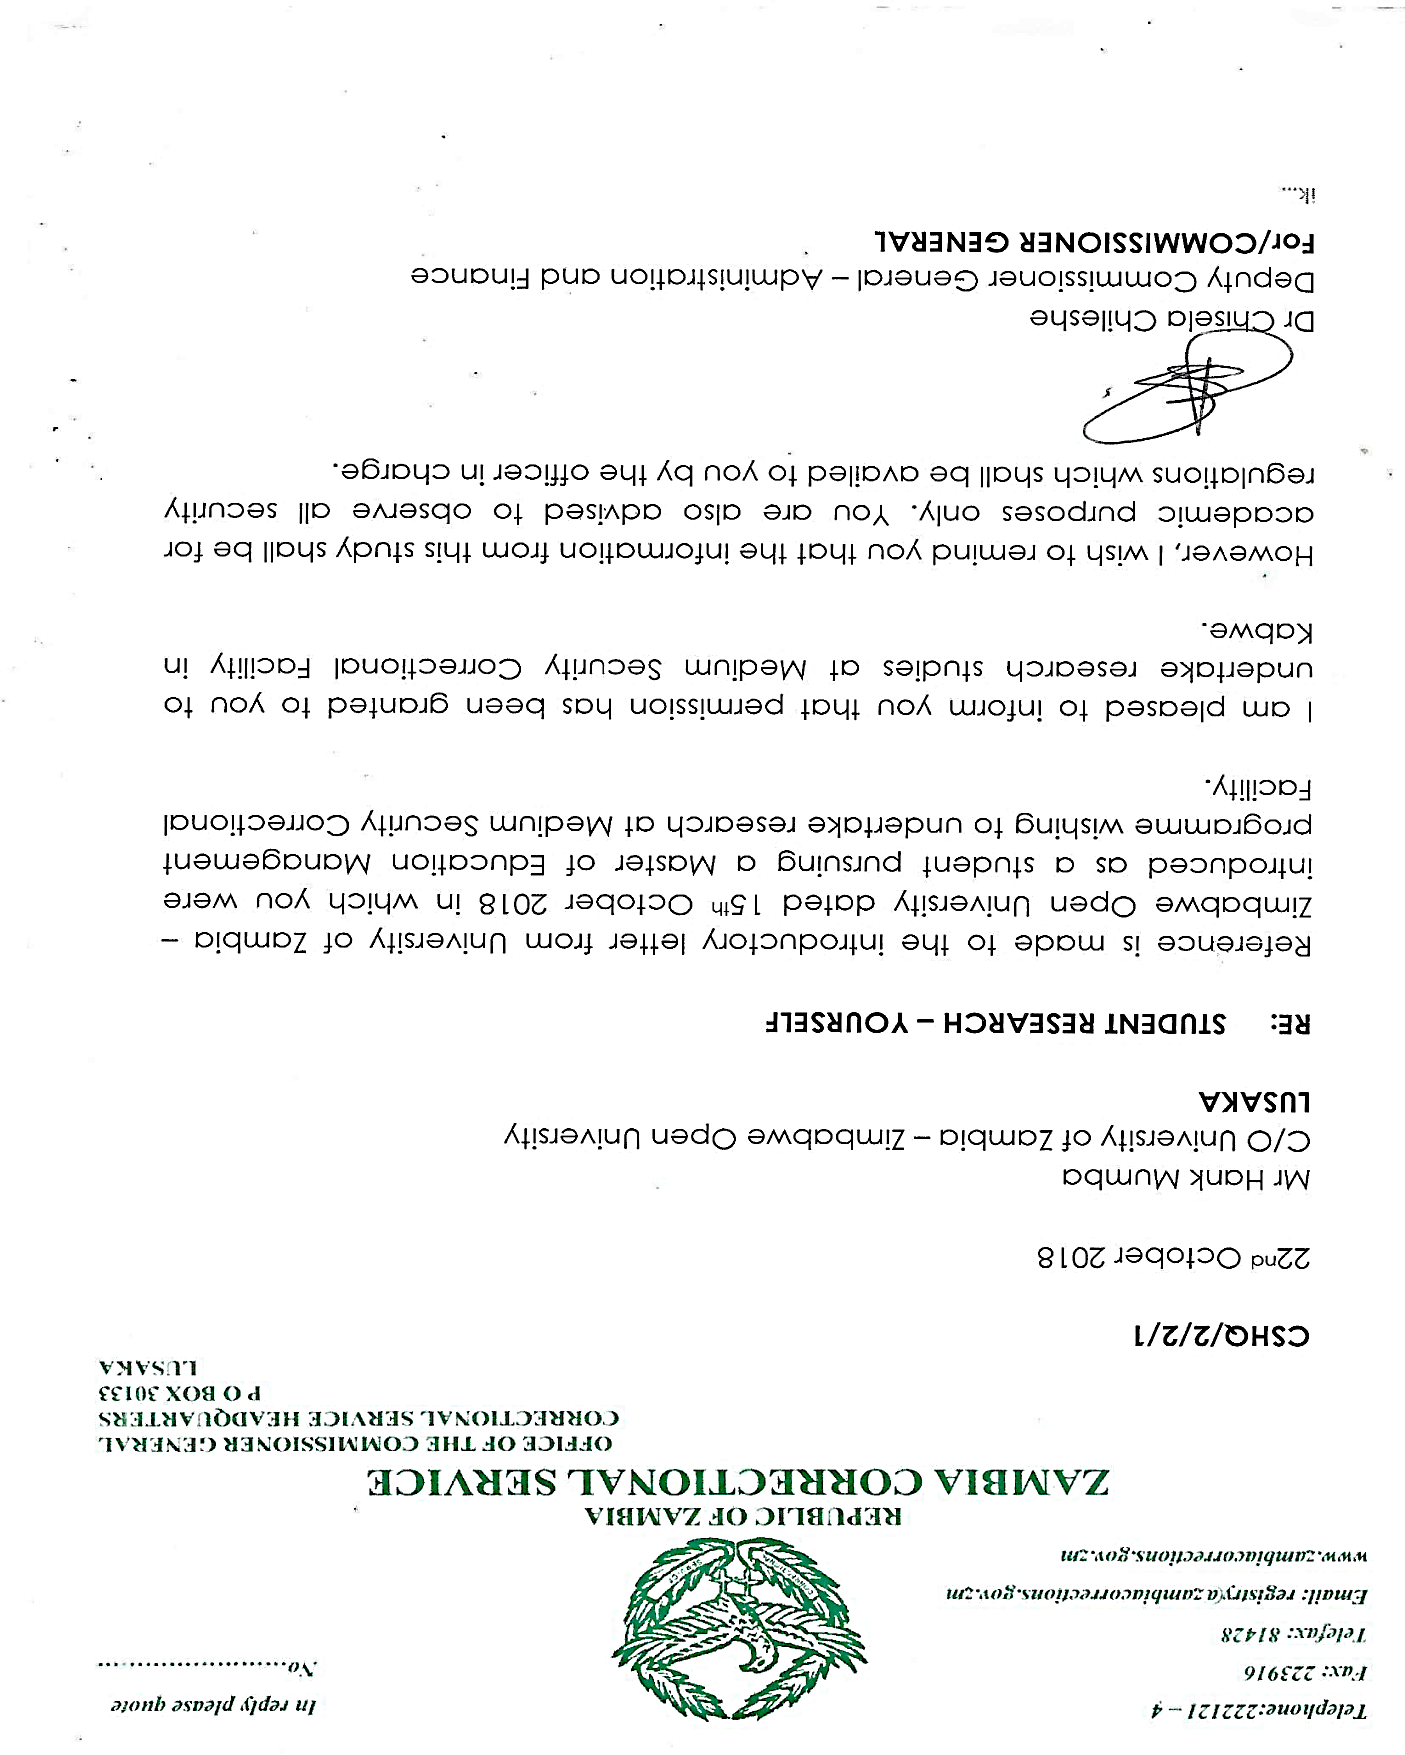 Telephone:222121 – 4
Fax: 223916
Telefax: 81428
Email: registry@zambiacorrections.gov.zm
www.zambiacorrections.gov.zm
In reply please quote
No...........................
CORRECTIONAL
SERVICE
REPUBLIC OF ZAMBIA
ZAMBIA CORRECTIONAL SERVICE
OFFICE OF THE COMMISSIONER GENERAL
CORRECTIONAL SERVICE HEADQUARTERS
P O BOX 30133
LUSAKA
CSHQ/2/2/1
22nd October 2018
Mr Hank Mumba
C/O University of Zambia – Zimbabwe Open University
LUSAKA
RE: STUDENT RESEARCH – YOURSELF
Reference is made to the introductory letter from University of Zambia –
Zimbabwe Open University dated 15th October 2018 in which you were
introduced as a student pursuing a Master of Education Management
programme wishing to undertake research at Medium Security Correctional
Facility.
I am pleased to inform you that permission has been granted to you to
undertake research studies at Medium Security Correctional Facility in
Kabwe.
However, I wish to remind you that the information from this study shall be for
academic purposes only. You are also advised to observe all security
regulations which shall be availed to you by the officer in charge.
Dr Chisela Chileshe
Deputy Commissioner General – Administration and Finance
For/COMMISSIONER GENERAL
ilk...